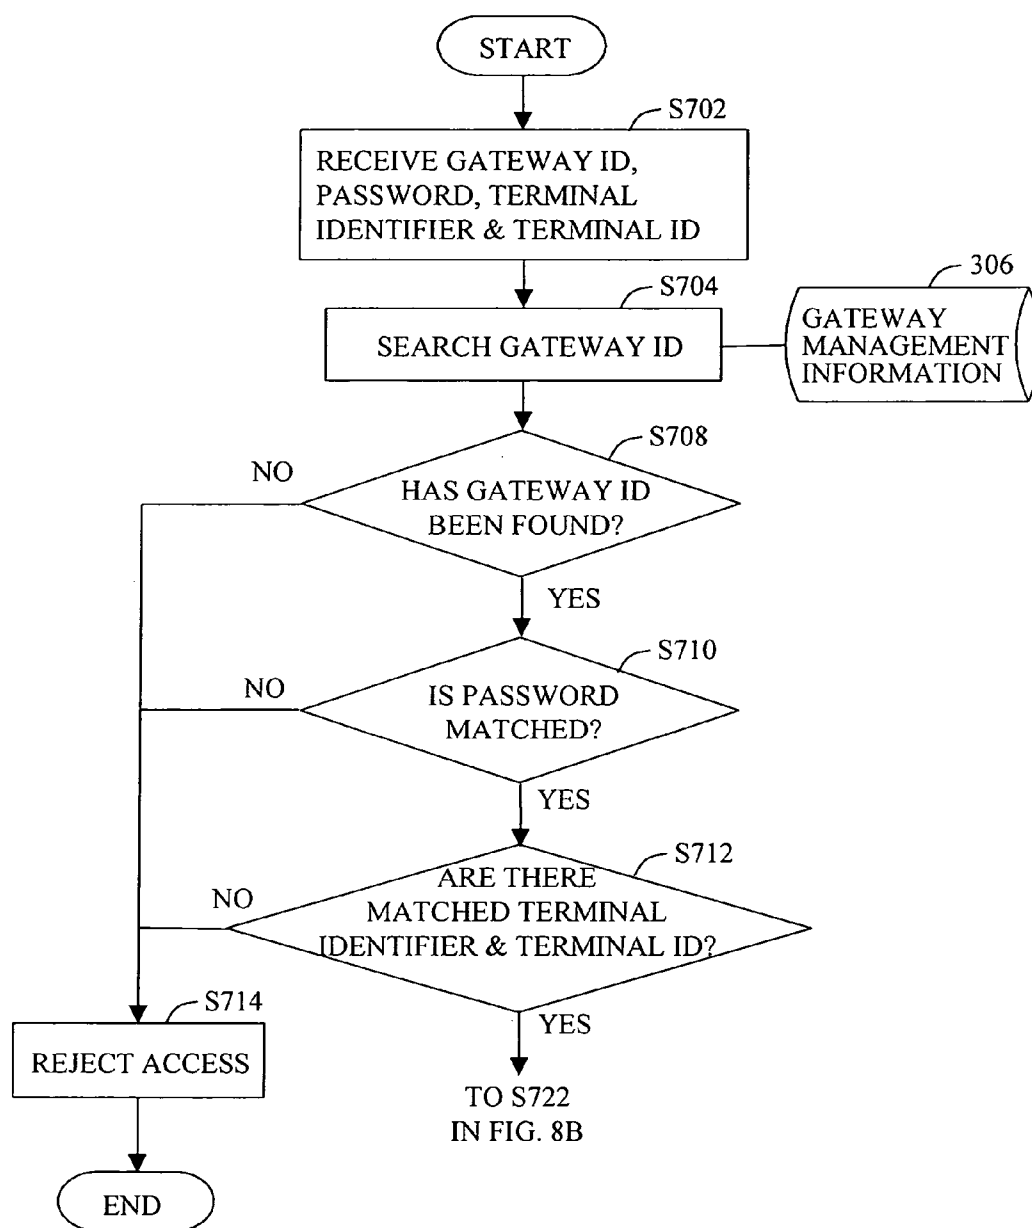 START
S702
RECEIVE GATEWAY ID,
PASSWORD, TERMINAL
IDENTIFIER & TERMINAL ID
S704
SEARCH GATEWAY ID
306
GATEWAY
MANAGEMENT
INFORMATION
S708
NO
HAS GATEWAY ID
BEEN FOUND?
YES
S710
NO
IS PASSWORD
MATCHED?
YES
S712
NO
ARE THERE
MATCHED TERMINAL
IDENTIFIER & TERMINAL ID?
YES
S714
REJECT ACCESS
TO S722
IN FIG. 8B
END